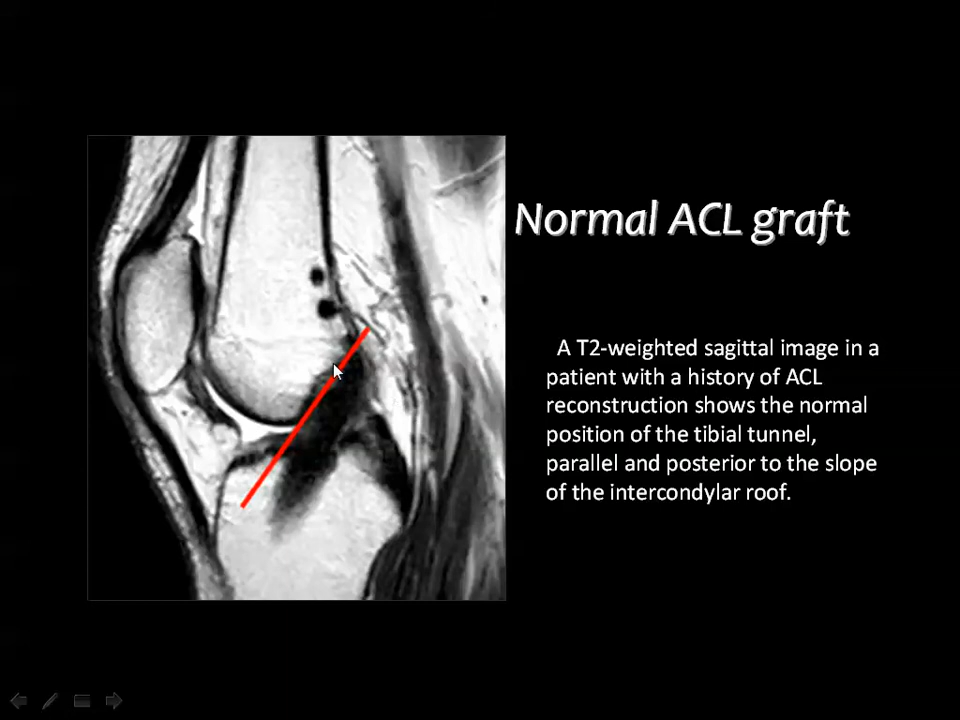 Normal ACL graft
A T2-weighted sagittal image in a
patient with a history of ACL
reconstruction shows the normal
position of the tibial tunnel,
parallel and posterior to the slope
of the intercondylar roof.